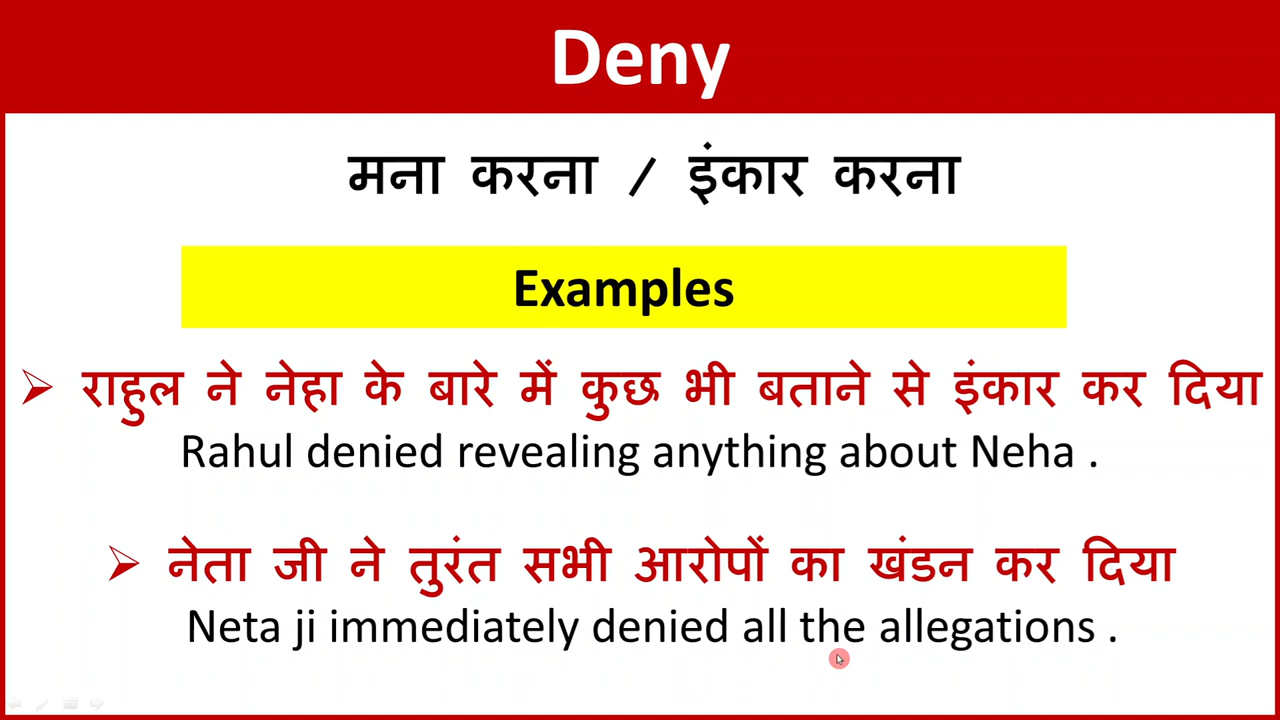 Deny
मना करना / इंकार करना
Examples
➢ राहुल ने नेहा के बारे में कुछ भी बताने से इंकार कर दिया
Rahul denied revealing anything about Neha .
➢ नेता जी ने तुरंत सभी आरोपों का खंडन कर दिया
Neta ji immediately denied all the allegations .